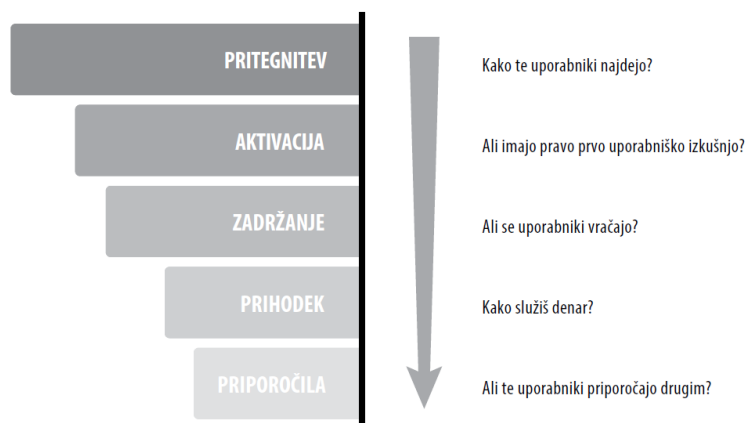 PRITEGNITEV
Kako te uporabniki najdejo?
AKTIVACIJA
Ali imajo pravo prvo uporabniško izkušnjo?
ZADRŽANJE
Ali se uporabniki vračajo?
PRIHODEK
Kako služiš denar?
PRIPOROČILA
Ali te uporabniki priporočajo drugim?